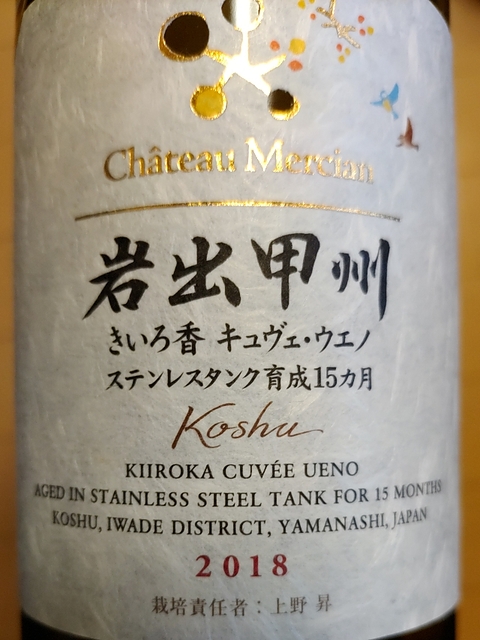 Château Mercian
岩出甲州
きいろ香 キュヴェ・ウエノ
ステンレスタンク育成15カ月
Koshu
KIIROKA CUVÉE UENO
AGED IN STAINLESS STEEL TANK FOR 15 MONTHS
KOSHU, IWADE DISTRICT, YAMANASHI, JAPAN
2018
栽培責任者：上野 昇